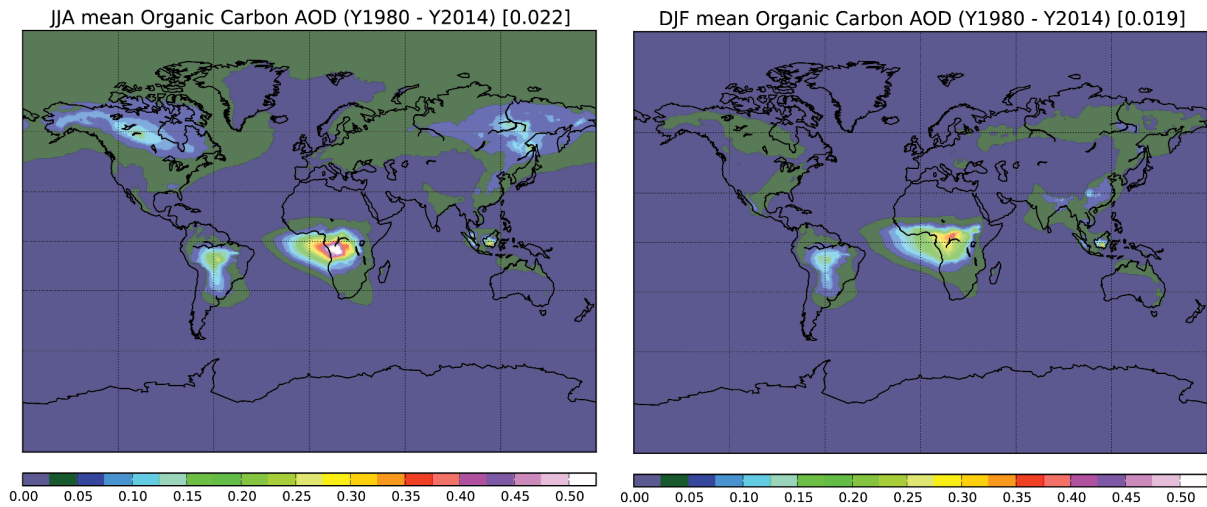 JJA mean Organic Carbon AOD (Y1980 - Y2014) [0.022]
0.00 0.05 0.10 0.15 0.20 0.25 0.30 0.35 0.40 0.45 0.50
DJF mean Organic Carbon AOD (Y1980 - Y2014) [0.019]
0.00 0.05 0.10 0.15 0.20 0.25 0.30 0.35 0.40 0.45 0.50